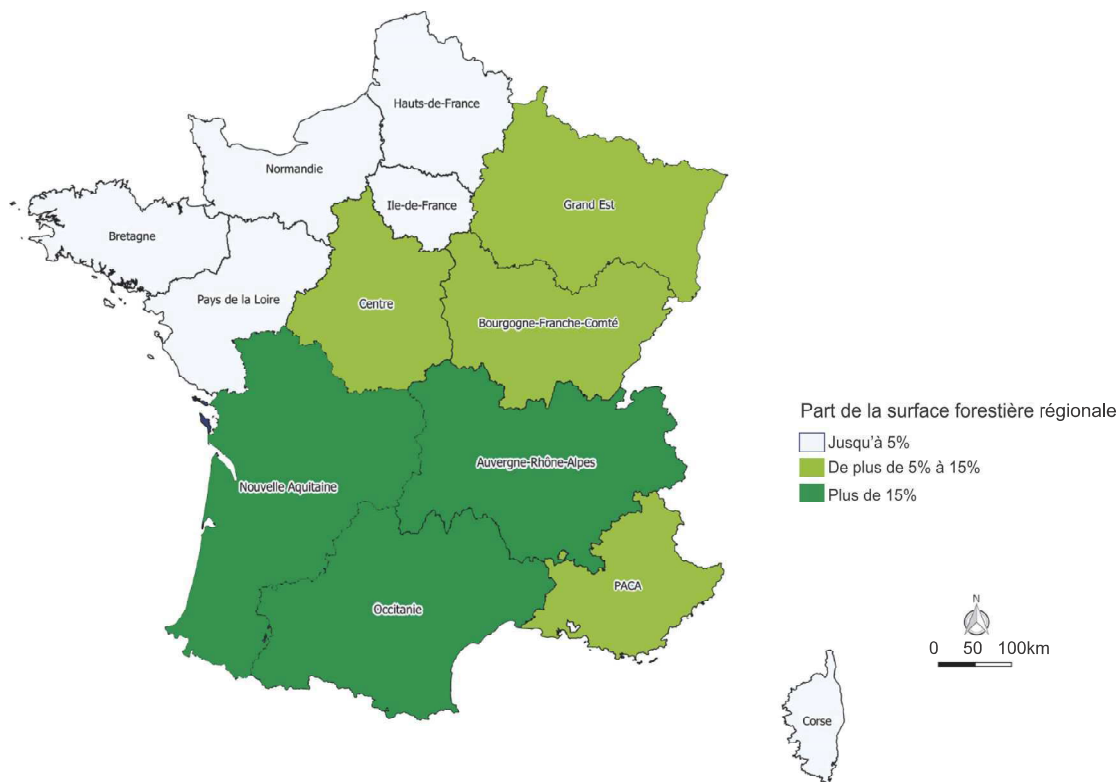 Hauts-de-France
Normandie
Ile-de-France
Grand Est
Bretagne
Pays de la Loire
Centre
Bourgogne-Franche-Comté
Part de la surface forestière régionale
Jusqu'à 5%
De plus de 5% à 15%
Plus de 15%
Auvergne-Rhône-Alpes
Nouvelle Aquitaine
PACA
Occitanie
N
0 50 100km
Corse